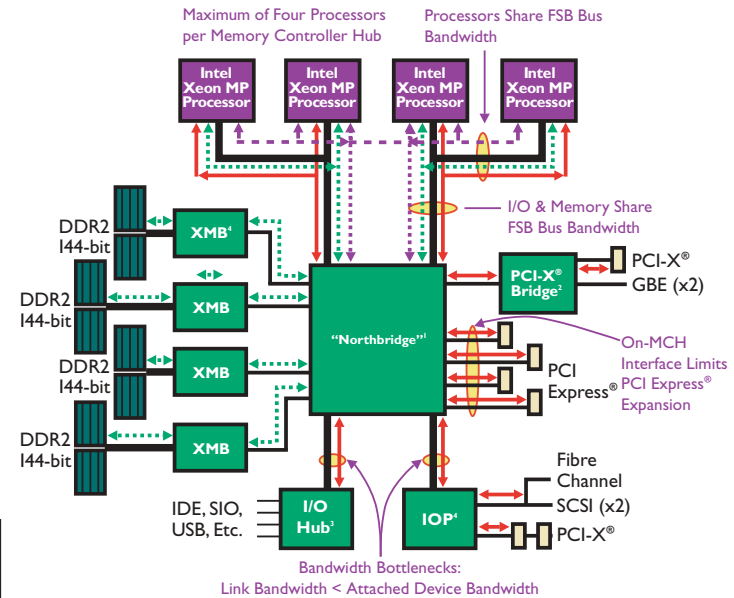 Maximum of Four Processors
per Memory Controller Hub
Processors Share FSB Bus
Bandwidth
Intel
Xeon MP
Processor
Intel
Xeon MP
Processor
Intel
Xeon MP
Processor
Intel
Xeon MP
Processor
I/O & Memory Share
FSB Bus Bandwidth
DDR2
144-bit
XMB⁴
DDR2
144-bit
XMB
DDR2
144-bit
XMB
DDR2
144-bit
XMB
"Northbridge"¹
PCI-X®
Bridge²
PCI-X®
GBE (x2)
PCI
Express®
On-MCH
Interface Limits
PCI Express®
Expansion
IDE, SIO,
USB, Etc.
I/O
Hub³
IOP⁴
Fibre
Channel
SCSI (x2)
PCI-X®
Bandwidth Bottlenecks:
Link Bandwidth < Attached Device Bandwidth